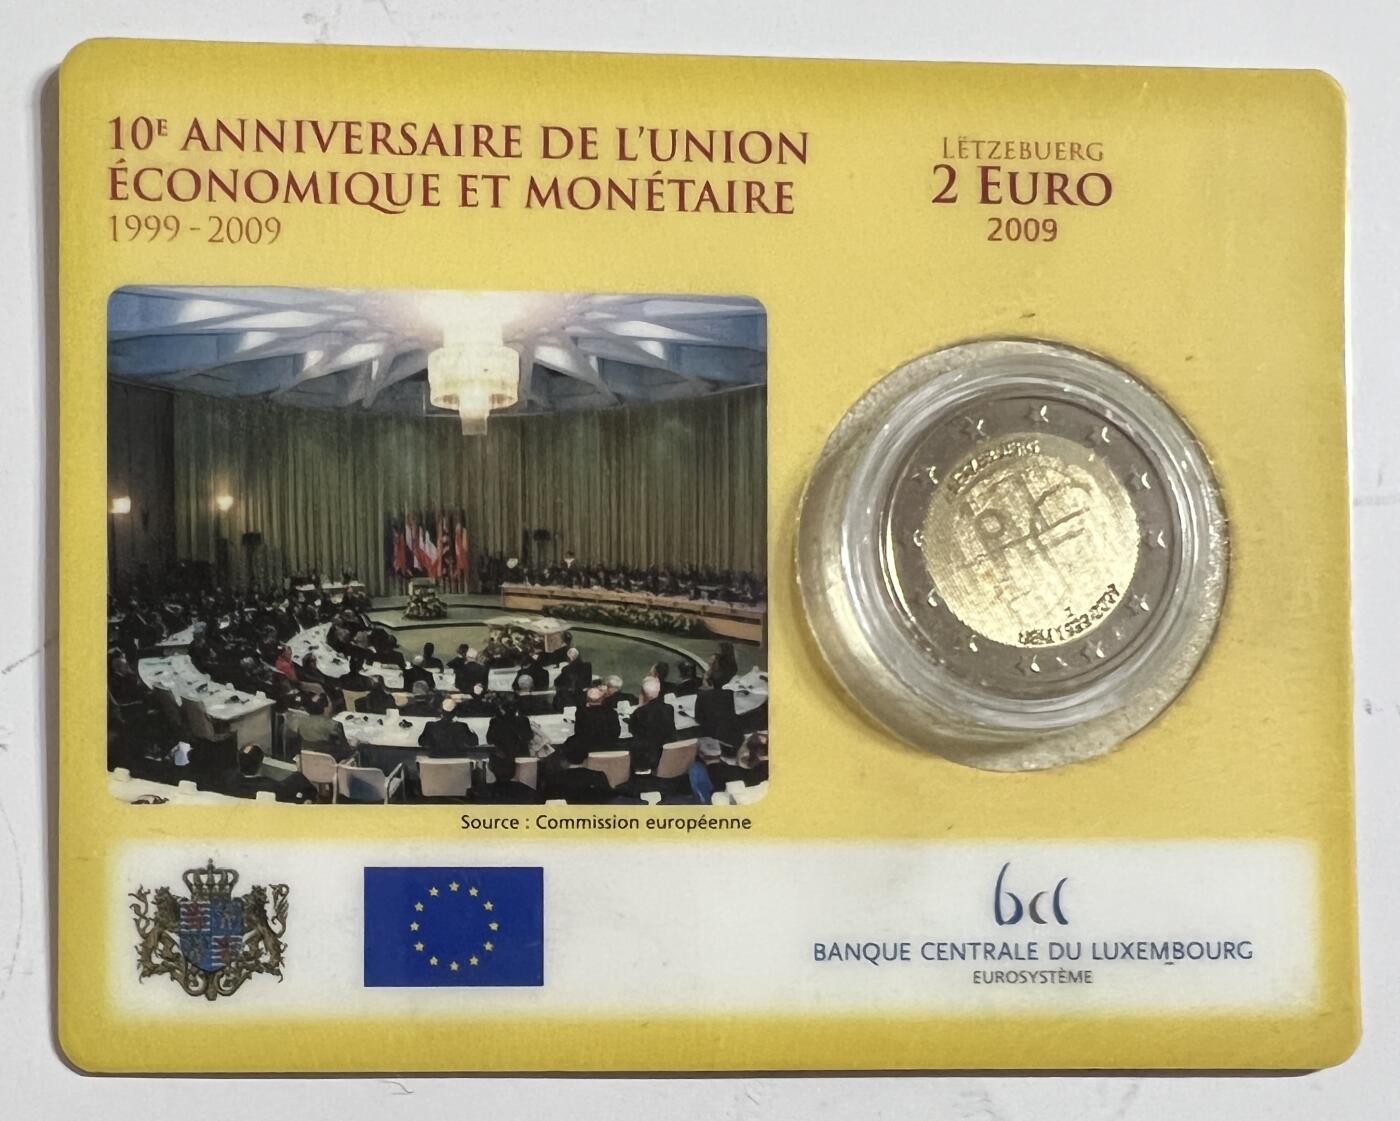 10E ANNIVERSAIRE DE L'UNION
ÉCONOMIQUE ET MONÉTAIRE
1999 - 2009
LËTZEBUERG
2 EURO
2009
Source : Commission européenne
bcl
BANQUE CENTRALE DU LUXEMBOURG
EUROSYSTÈME